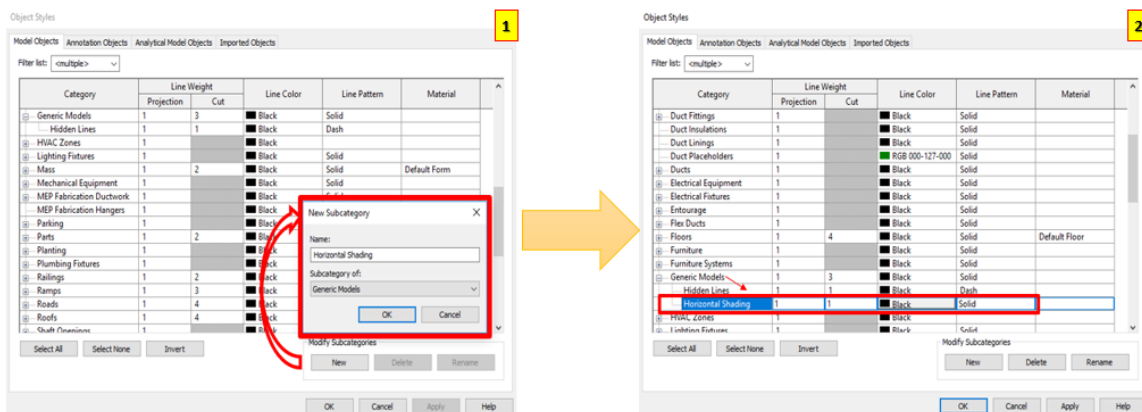 Object Styles
1
Model Objects Annotation Objects Analytical Model Objects Imported Objects
Filter list: <multiple>
Category Line Weight Line Color Line Pattern Material
Projection Cut
Generic Models 1 3 Black Solid
Hidden Lines 1 1 Black Dash
HVAC Zones 1 Black
Lighting Fixtures 1 Black Solid
Mass 1 2 Black Solid Default Form
Mechanical Equipment 1 Black Solid
MEP Fabrication Ductwork 1 Black Solid
MEP Fabrication Hangers 1 Black
Parking 1 Black
Parts 1 2 Black
Planting 1 Black
Plumbing Fixtures 1 Black
Railings 1 2 Black
Ramps 1 3 Black
Roads 1 4 Black
Roofs 1 4 Black
Shaft Openings 1 Black
New Subcategory
Name:
Horizontal Shading
Subcategory of:
Generic Models
OK Cancel
Select All Select None Invert
Modify Subcategories
New Delete Rename
OK Cancel Apply Help
Object Styles
2
Model Objects Annotation Objects Analytical Model Objects Imported Objects
Filter list: <multiple>
Category Line Weight Line Color Line Pattern Material
Projection Cut
Duct Fittings 1 Black Solid
Duct Insulations 1 Black Solid
Duct Linings 1 Black Solid
Duct Placeholders 1 RGB 000-127-000 Solid
Ducts 1 Black Solid
Electrical Equipment 1 Black Solid
Electrical Fixtures 1 Black Solid
Entourage 1 Black Solid
Flex Ducts 1 Black Solid
Floors 1 4 Black Solid Default Floor
Furniture 1 Black Solid
Furniture Systems 1 Black Solid
Generic Models 1 3 Black Solid
Hidden Lines 1 1 Black Dash
Horizontal Shading 1 1 Black Solid
HVAC Zones 1 Black
Lighting Fixtures 1 Black Solid
Select All Select None Invert
Modify Subcategories
New Delete Rename
OK Cancel Apply Help